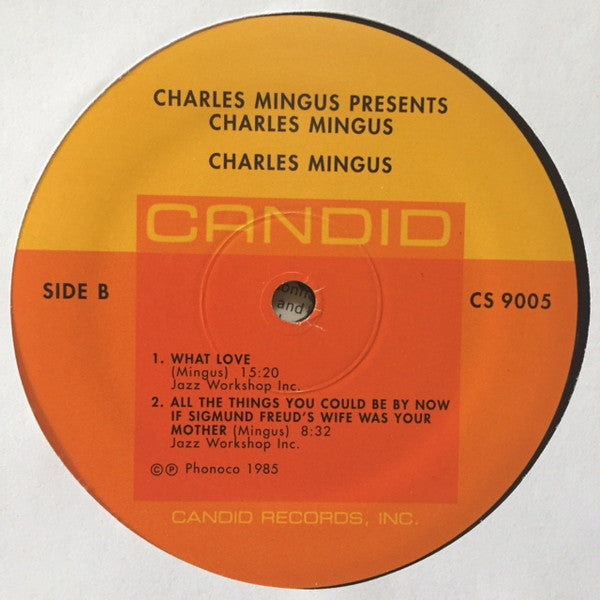 CHARLES MINGUS PRESENTS
CHARLES MINGUS
CHARLES MINGUS
CANDID
SIDE B
CS 9005
and
1. WHAT LOVE
(Mingus) 15:20
Jazz Workshop Inc.
2. ALL THE THINGS YOU COULD BE BY NOW
IF SIGMUND FREUD'S WIFE WAS YOUR
MOTHER (Mingus) 8:32
Jazz Workshop Inc.
© ℗ Phonoco 1985
CANDID RECORDS, INC.